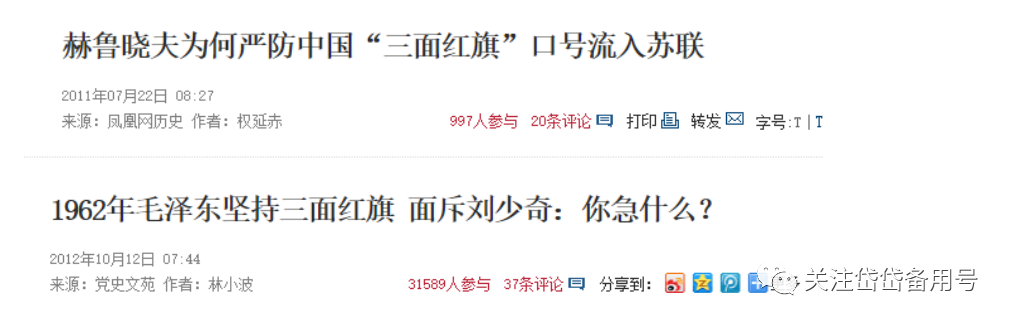 赫鲁晓夫为何严防中国“三面红旗”口号流入苏联
2011年07月22日 08:27
来源：凤凰网历史 作者：权延赤 997人参与 20条评论 打印 转发 字号:T | T
1962年毛泽东坚持三面红旗 面斥刘少奇：你急什么？
2012年10月12日 07:44
来源：党史文苑 作者：林小波 31589人参与 37条评论 分享到：
关注岱岱备用号